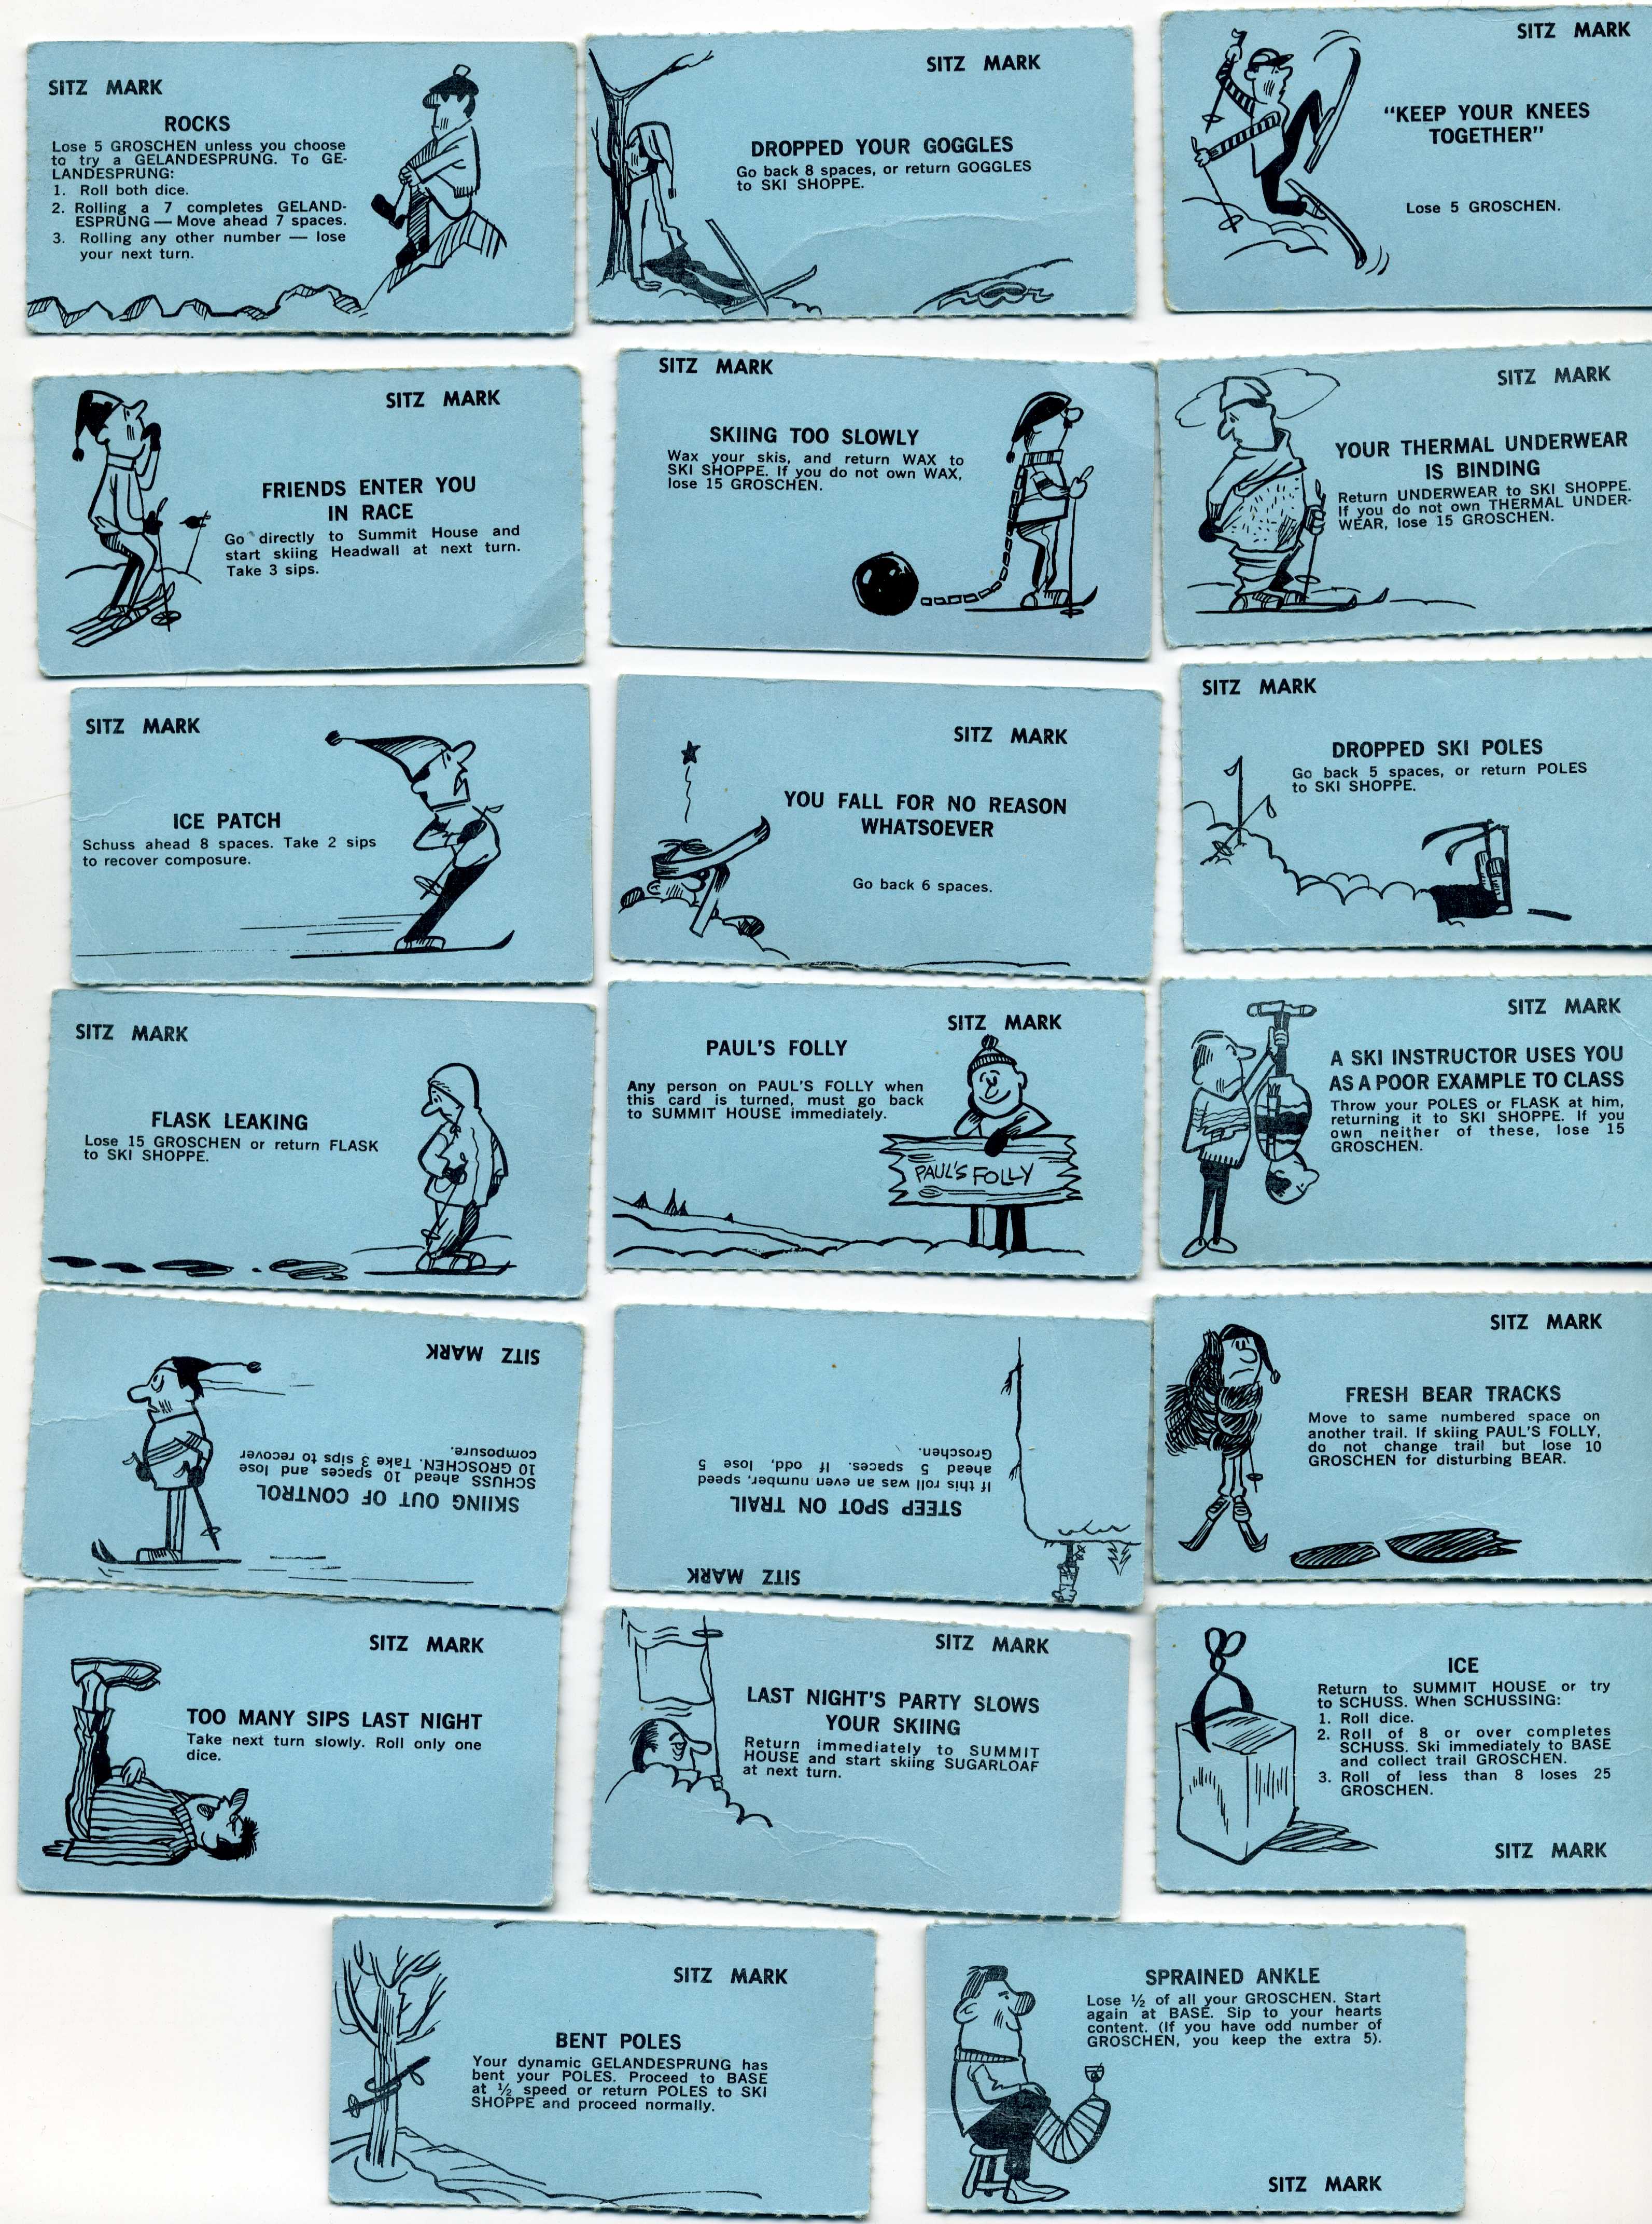 SITZ MARK
ROCKS
Lose 5 GROSCHEN unless you choose
to try a GELANDESPRUNG. To GE-
LANDESPRUNG:
1. Roll both dice.
2. Rolling a 7 completes GELAND-
ESPRUNG — Move ahead 7 spaces.
3. Rolling any other number — lose
your next turn.
SITZ MARK
DROPPED YOUR GOGGLES
Go back 8 spaces, or return GOGGLES
to SKI SHOPPE.
SITZ MARK
"KEEP YOUR KNEES
TOGETHER"
Lose 5 GROSCHEN.
SITZ MARK
FRIENDS ENTER YOU
IN RACE
Go directly to Summit House and
start skiing Headwall at next turn.
Take 3 sips.
SITZ MARK
SKIING TOO SLOWLY
Wax your skis, and return WAX to
SKI SHOPPE. If you do not own WAX,
lose 15 GROSCHEN.
SITZ MARK
YOUR THERMAL UNDERWEAR
IS BINDING
Return UNDERWEAR to SKI SHOPPE.
If you do not own THERMAL UNDER-
WEAR, lose 15 GROSCHEN.
SITZ MARK
ICE PATCH
Schuss ahead 8 spaces. Take 2 sips
to recover composure.
SITZ MARK
YOU FALL FOR NO REASON
WHATSOEVER
Go back 6 spaces.
SITZ MARK
DROPPED SKI POLES
Go back 5 spaces, or return POLES
to SKI SHOPPE.
SITZ MARK
FLASK LEAKING
Lose 15 GROSCHEN or return FLASK
to SKI SHOPPE.
SITZ MARK
PAUL'S FOLLY
Any person on PAUL'S FOLLY when
this card is turned, must go back
to SUMMIT HOUSE immediately.
PAUL'S FOLLY
SITZ MARK
A SKI INSTRUCTOR USES YOU
AS A POOR EXAMPLE TO CLASS
Throw your POLES or FLASK at him,
returning it to SKI SHOPPE. If you
own neither of these, lose 15
GROSCHEN.
SITZ MARK
SKIING OUT OF CONTROL
SCHUSS ahead 10 spaces and lose
10 GROSCHEN. Take 3 sips to recover
composure.
SITZ MARK
STEEP SPOT ON TRAIL
If this roll was an even number, speed
ahead 5 spaces. If odd, lose 5
Groschen.
SITZ MARK
FRESH BEAR TRACKS
Move to same numbered space on
another trail. If skiing PAUL'S FOLLY,
do not change trail but lose 10
GROSCHEN for disturbing BEAR.
SITZ MARK
TOO MANY SIPS LAST NIGHT
Take next turn slowly. Roll only one
dice.
SITZ MARK
LAST NIGHT'S PARTY SLOWS
YOUR SKIING
Return immediately to SUMMIT
HOUSE and start skiing SUGARLOAF
at next turn.
ICE
Return to SUMMIT HOUSE or try
to SCHUSS. When SCHUSSING:
1. Roll dice.
2. Roll of 8 or over completes
SCHUSS. Ski immediately to BASE
and collect trail GROSCHEN.
3. Roll of less than 8 loses 25
GROSCHEN.
SITZ MARK
SITZ MARK
BENT POLES
Your dynamic GELANDESPRUNG has
bent your POLES. Proceed to BASE
at ½ speed or return POLES to SKI
SHOPPE and proceed normally.
SPRAINED ANKLE
Lose ½ of all your GROSCHEN. Start
again at BASE. Sip to your hearts
content. (If you have odd number of
GROSCHEN, you keep the extra 5).
SITZ MARK